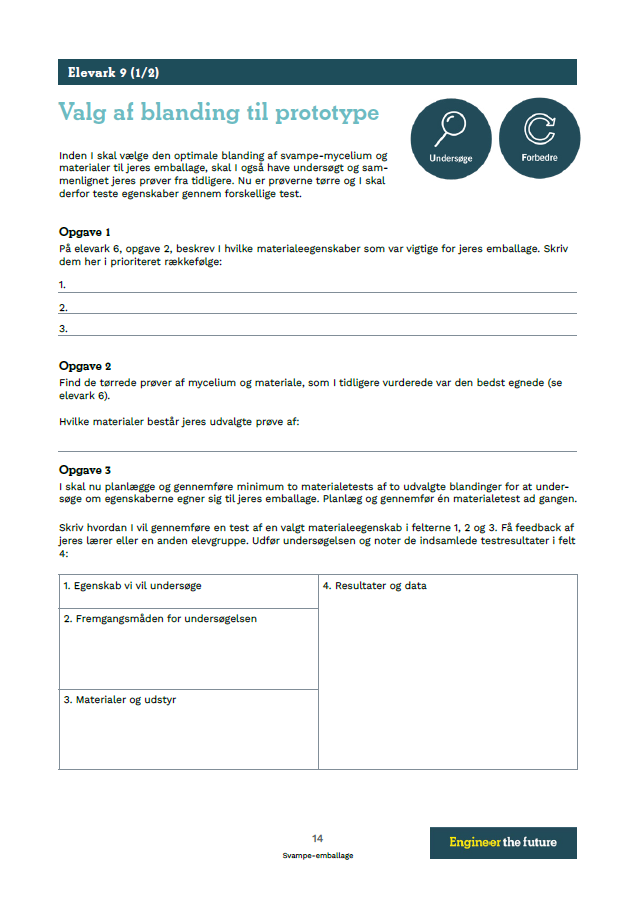 Elevark 9 (1/2)
Valg af blanding til prototype
Undersøge
Forbedre
Inden I skal vælge den optimale blanding af svampe-mycelium og
materialer til jeres emballage, skal I også have undersøgt og sam-
menlignet jeres prøver fra tidligere. Nu er prøverne tørre og I skal
derfor teste egenskaber gennem forskellige test.
Opgave 1
På elevark 6, opgave 2, beskrev I hvilke materialeegenskaber som var vigtige for jeres emballage. Skriv
dem her i prioriteret rækkefølge:
1.
2.
3.
Opgave 2
Find de tørrede prøver af mycelium og materiale, som I tidligere vurderede var den bedst egnede (se
elevark 6).
Hvilke materialer består jeres udvalgte prøve af:
Opgave 3
I skal nu planlægge og gennemføre minimum to materialetests af to udvalgte blandinger for at under-
søge om egenskaberne egner sig til jeres emballage. Planlæg og gennemfør én materialetest ad gangen.
Skriv hvordan I vil gennemføre en test af en valgt materialeegenskab i felterne 1, 2 og 3. Få feedback af
jeres lærer eller en anden elevgruppe. Udfør undersøgelsen og noter de indsamlede testresultater i felt
4:
1. Egenskab vi vil undersøge
2. Fremgangsmåden for undersøgelsen
3. Materialer og udstyr
4. Resultater og data
14
Svampe-emballage
Engineer the future